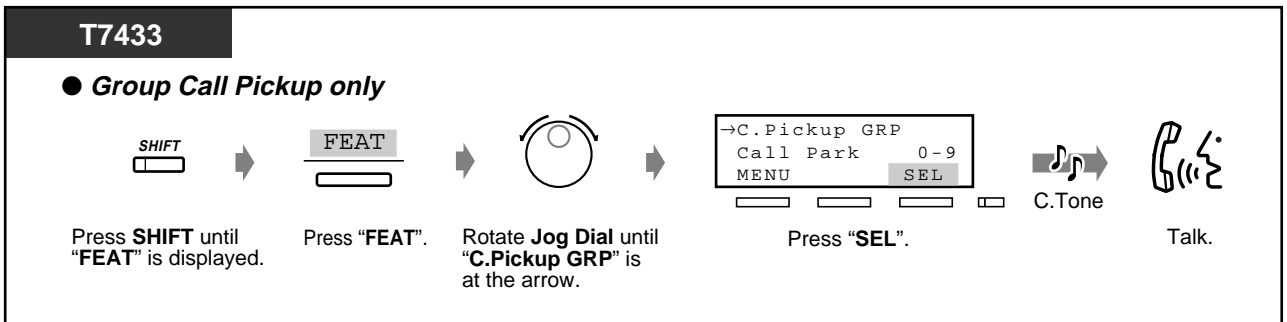 T7433
● Group Call Pickup only
SHIFT
FEAT
→C.Pickup GRP
Call Park 0-9
MENU SEL
C.Tone
Press SHIFT until
“FEAT” is displayed.
Press “FEAT”.
Rotate Jog Dial until
“C.Pickup GRP” is
at the arrow.
Press “SEL”.
Talk.